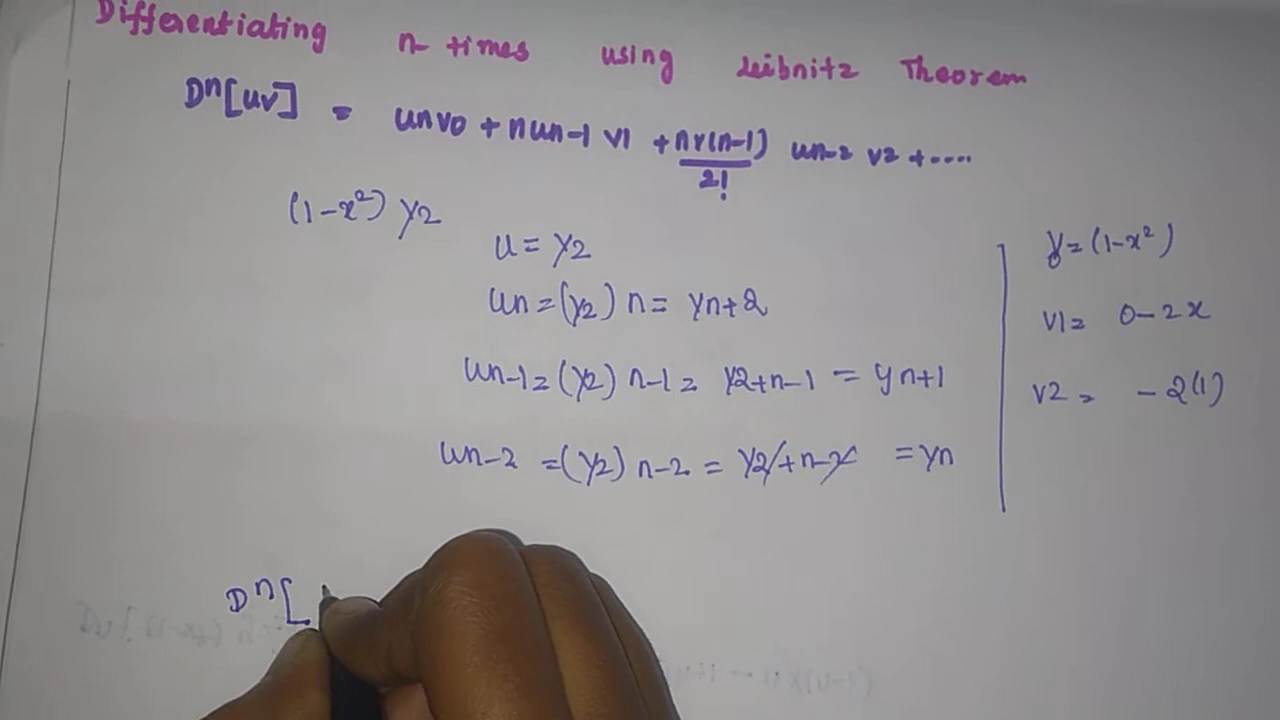 Differentiating n times using Leibnitz Theorem
Dⁿ[uv] = unv0 + nun-1 v1 + n×(n-1)/2! un-2 v2 + ....
(1-x²) y2
u = y2
un = (y2) n = yn+2
un-1 = (y2) n-1 = y2+n-1 = yn+1
un-2 = (y2) n-2 = y2+n-2 = yn
v = (1-x²)
v1 = 0-2x
v2 = -2(1)
Dⁿ[